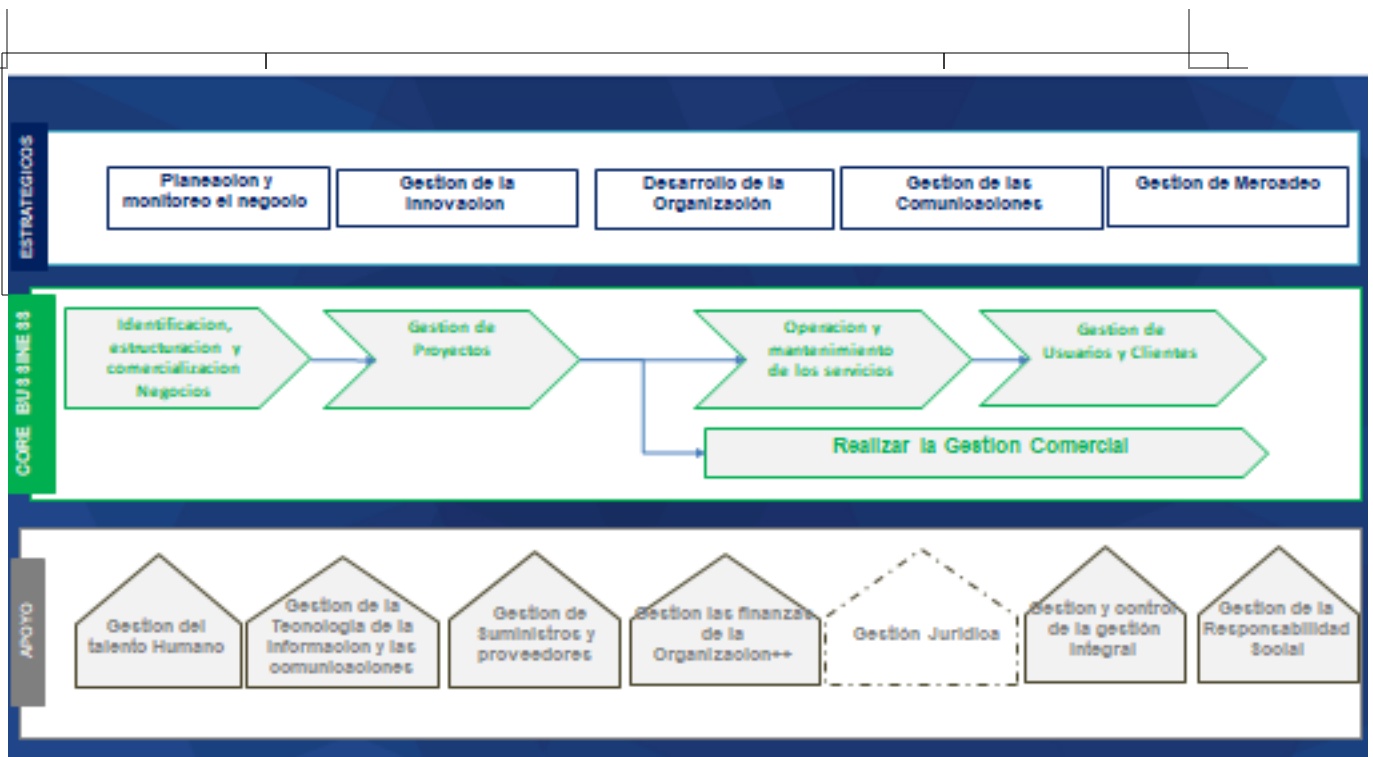 ESTRATEGICOS
Planeacion y
monitoreo el negocio
Gestion de la
Innovacion
Desarrollo de la
Organización
Gestion de las
Comunicaciones
Gestion de Mercadeo
CORE BUSSINESS
Identificacion,
estructuracion y
comercializacion
Negocios
Gestion de
Proyectos
Operacion y
mantenimiento
de los servicios
Gestion de
Usuarios y Clientes
Realizar la Gestion Comercial
APOYO
Gestion del
talento Humano
Gestion de la
Tecnologia de la
Informacion y las
comunicaciones
Gestion de
Suministros y
proveedores
Gestion las finanzas
de la
Organizacion++
Gestión Juridica
Gestion y control
de la gestión
Integral
Gestion de la
Responsabilidad
Social